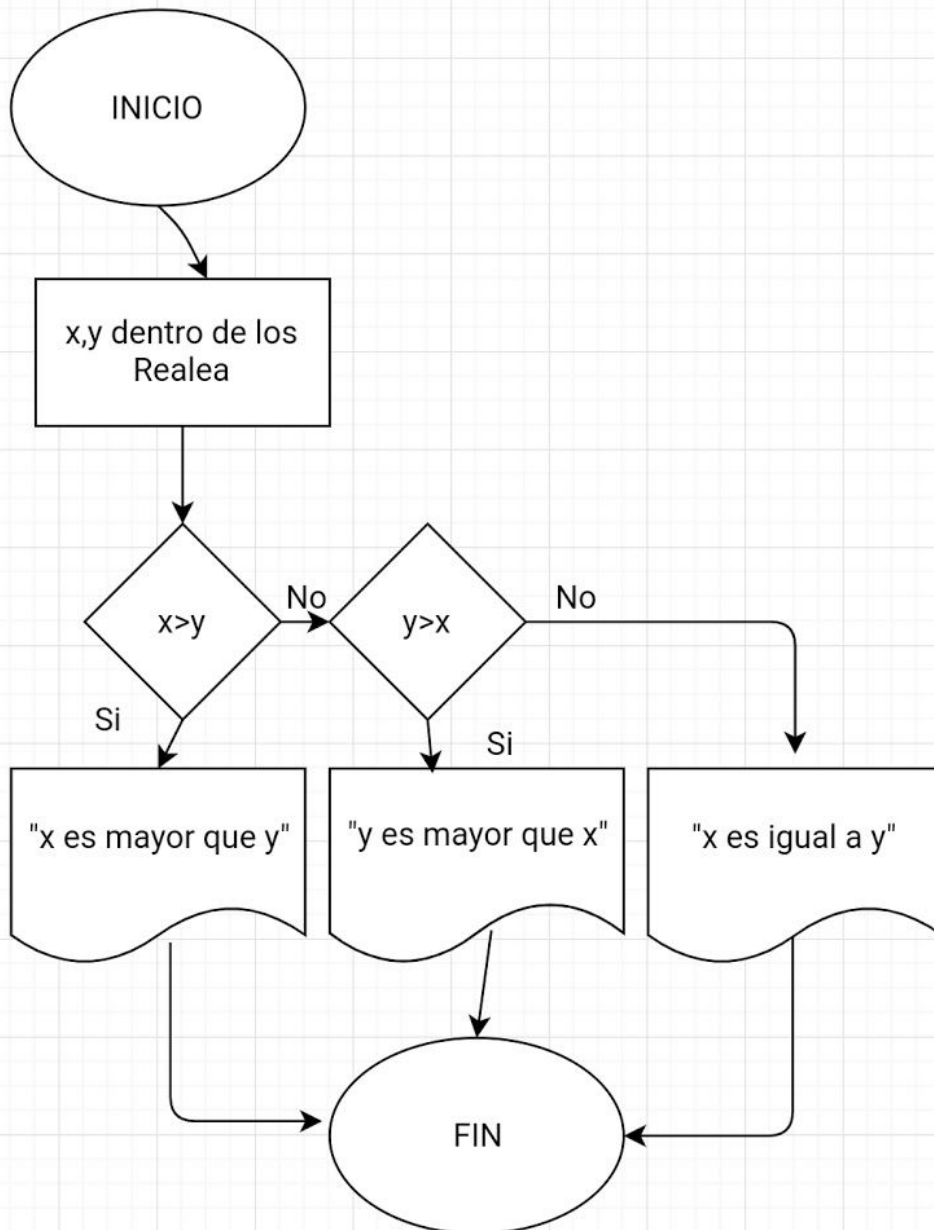 INICIO
x,y dentro de los
Realea
x>y
No
y>x
No
Si
Si
"x es mayor que y"
"y es mayor que x"
"x es igual a y"
FIN